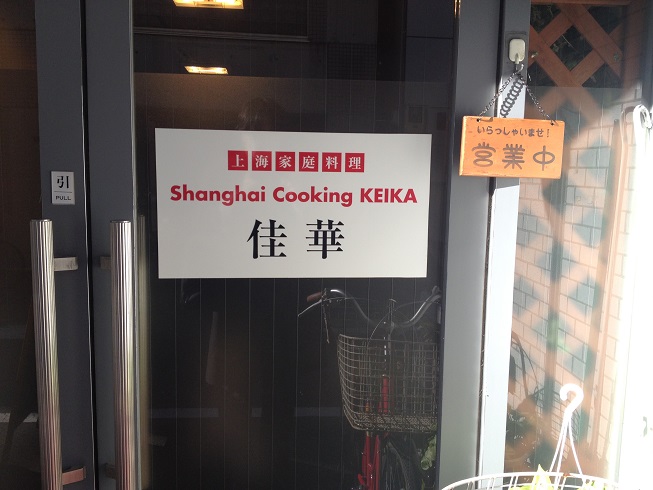 上海家庭料理
Shanghai Cooking KEIKA
佳華
いらっしゃいませ!
営業中
引
PULL